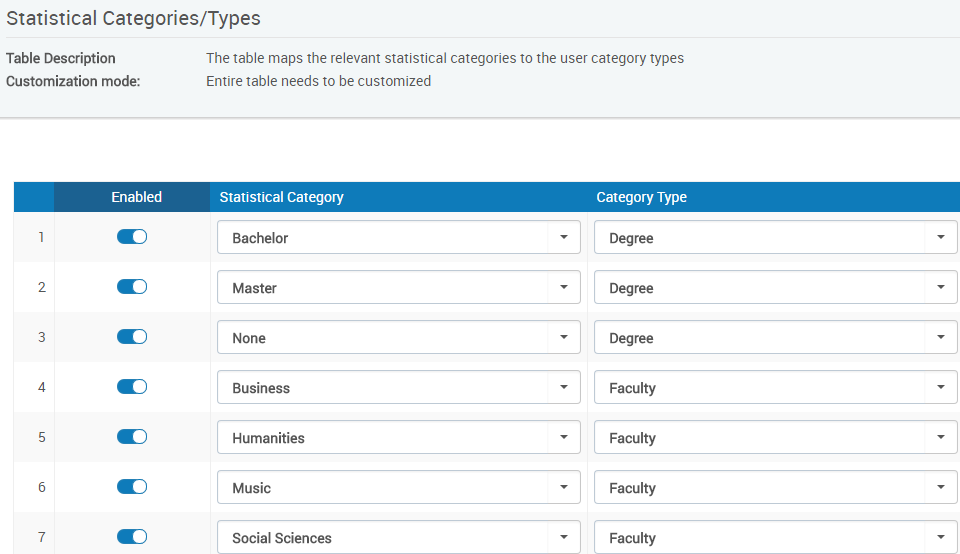 Statistical Categories/Types
Table Description The table maps the relevant statistical categories to the user category types
Customization mode: Entire table needs to be customized
Enabled Statistical Category Category Type
1 Bachelor Degree
2 Master Degree
3 None Degree
4 Business Faculty
5 Humanities Faculty
6 Music Faculty
7 Social Sciences Faculty